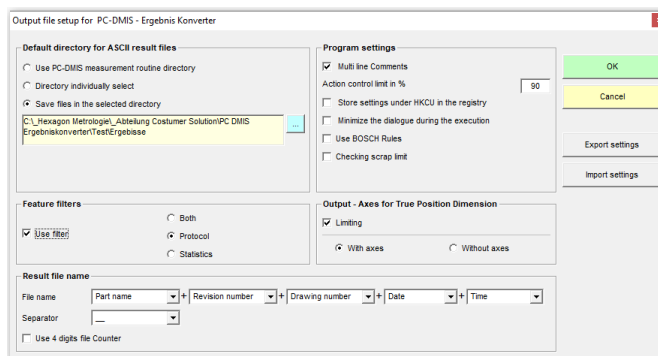 Output file setup for PC-DMIS - Ergebnis Konverter
Default directory for ASCII result files
Use PC-DMIS measurement routine directory
Directory individually select
Save files in the selected directory
C:\_Hexagon Metrologie\_Abteilung Costumer Solution\PC DMIS
Ergebniskonverter\Test\Ergebisse
...
Program settings
Multi line Comments
Action control limit in %
90
Store settings under HKCU in the registry
Minimize the dialogue during the execution
Use BOSCH Rules
Checking scrap limit
OK
Cancel
Export settings
Import settings
Feature filters
Use filter
Both
Protocol
Statistics
Output - Axes for True Position Dimension
Limiting
With axes
Without axes
Result file name
File name
Part name + Revision number + Drawing number + Date + Time
Separator
__
Use 4 digits file Counter